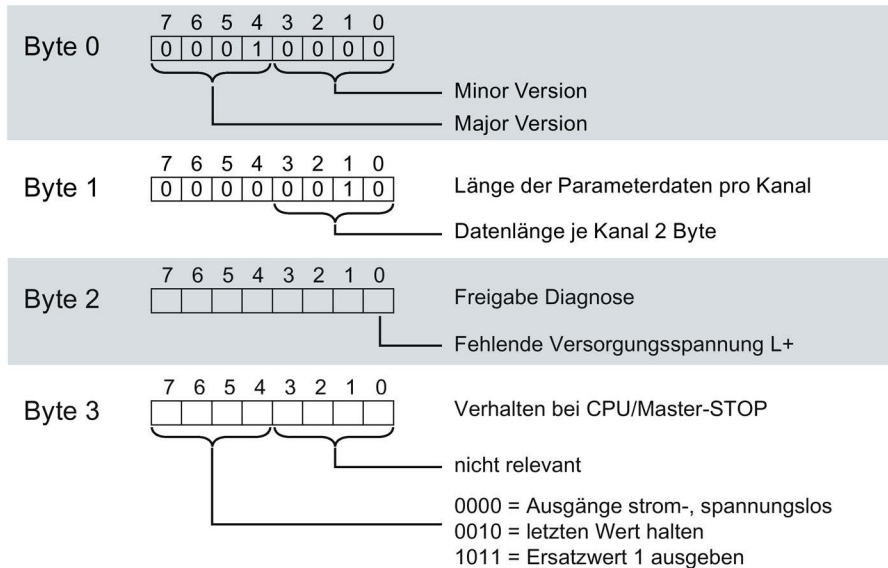 7 6 5 4 3 2 1 0
Byte 0
0 0 0 1 0 0 0 0
Minor Version
Major Version
7 6 5 4 3 2 1 0
Byte 1
0 0 0 0 0 0 1 0
Länge der Parameterdaten pro Kanal
Datenlänge je Kanal 2 Byte
7 6 5 4 3 2 1 0
Byte 2
Freigabe Diagnose
Fehlende Versorgungsspannung L+
7 6 5 4 3 2 1 0
Byte 3
Verhalten bei CPU/Master-STOP
nicht relevant
0000 = Ausgänge strom-, spannungslos
0010 = letzten Wert halten
1011 = Ersatzwert 1 ausgeben